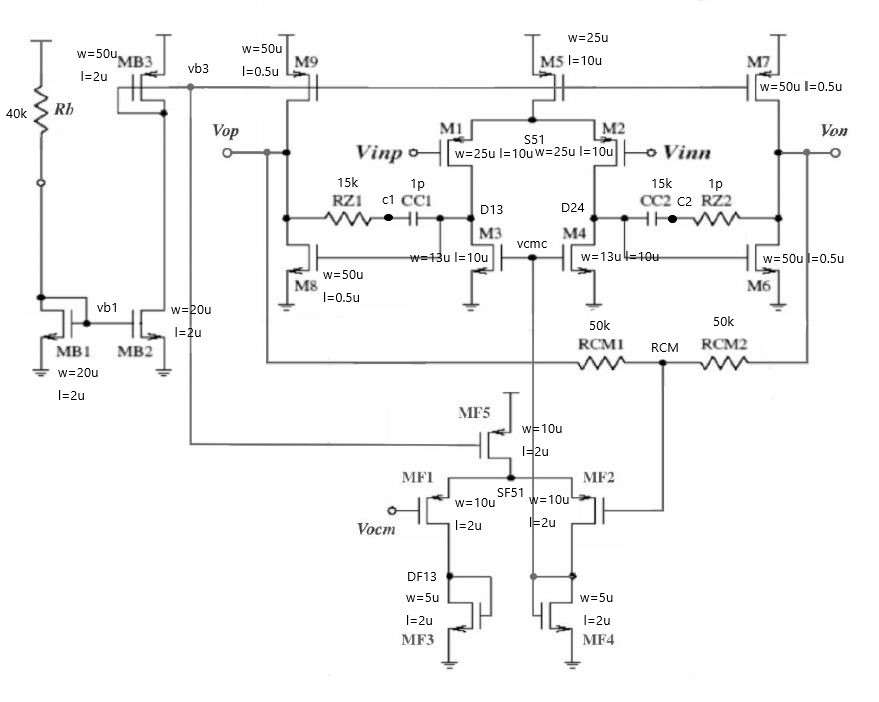 w=25u
w=50u
MB3
w=50u
M9
M5
l=10u
M7
l=2u
vb3
l=0.5u
w=50u l=0.5u
40k
Rb
Vop
M1
M2
Von
S51
Vinp
w=25u l=10u
w=25u l=10u
Vinn
15k
1p
15k
1p
RZ1
c1
CC1
D13
D24
CC2
C2
RZ2
M3
vcmc
M4
w=13u l=10u
w=13u l=10u
w=50u l=0.5u
M8
w=50u
l=0.5u
M6
vb1
w=20u
l=2u
MB1
MB2
w=20u
l=2u
50k
50k
RCM1
RCM
RCM2
MF5
w=10u
l=2u
MF1
MF2
SF51
w=10u
w=10u
l=2u
l=2u
Vocm
DF13
w=5u
w=5u
l=2u
l=2u
MF3
MF4